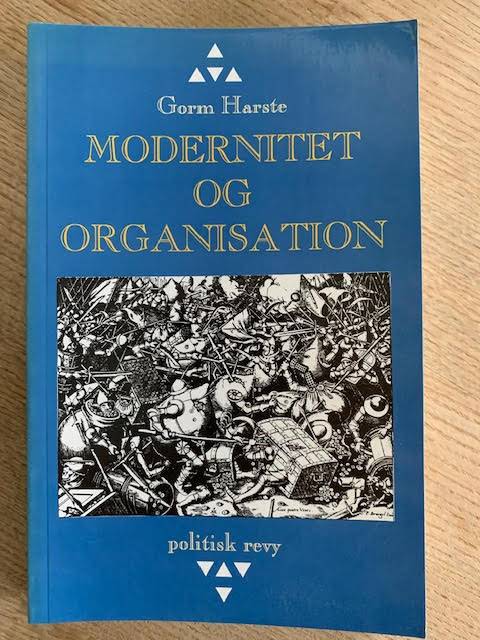 Gorm Harste
MODERNITET
OG
ORGANISATION
politisk revy